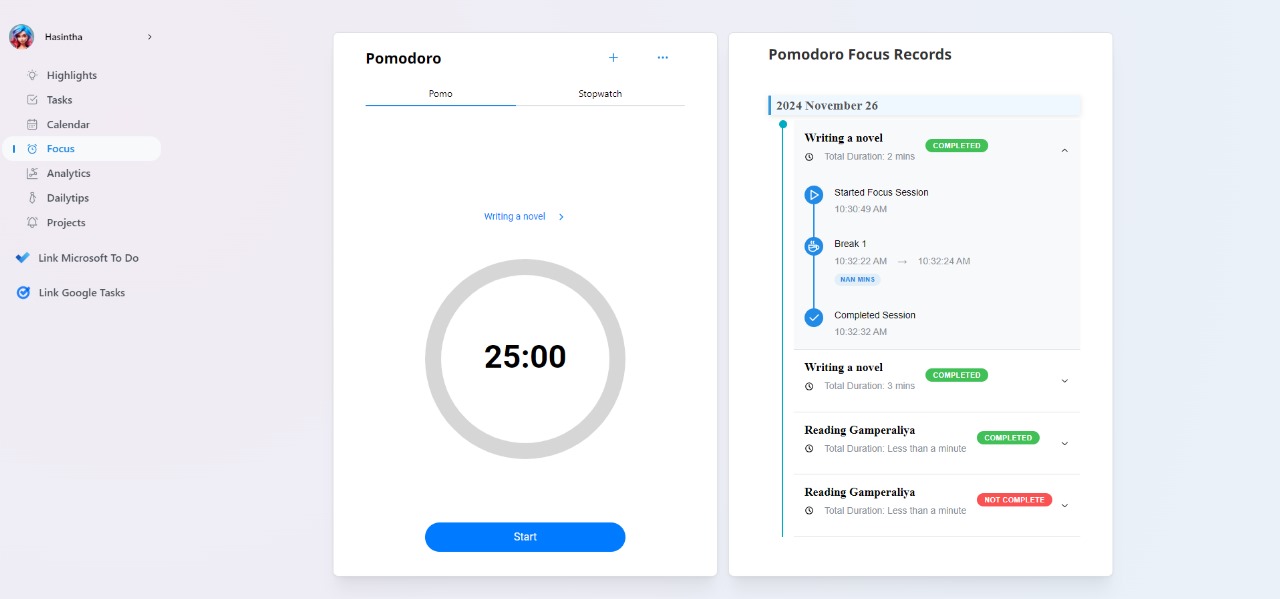 Hasintha
Highlights
Tasks
Calendar
Focus
Analytics
Dailytips
Projects
Link Microsoft To Do
Link Google Tasks
Pomodoro
Pomo
Stopwatch
Writing a novel
25:00
Start
Pomodoro Focus Records
2024 November 26
Writing a novel
COMPLETED
Total Duration: 2 mins
Started Focus Session
10:30:49 AM
Break 1
10:32:22 AM → 10:32:24 AM
NAN MINS
Completed Session
10:32:32 AM
Writing a novel
COMPLETED
Total Duration: 3 mins
Reading Gamperaliya
COMPLETED
Total Duration: Less than a minute
Reading Gamperaliya
NOT COMPLETE
Total Duration: Less than a minute